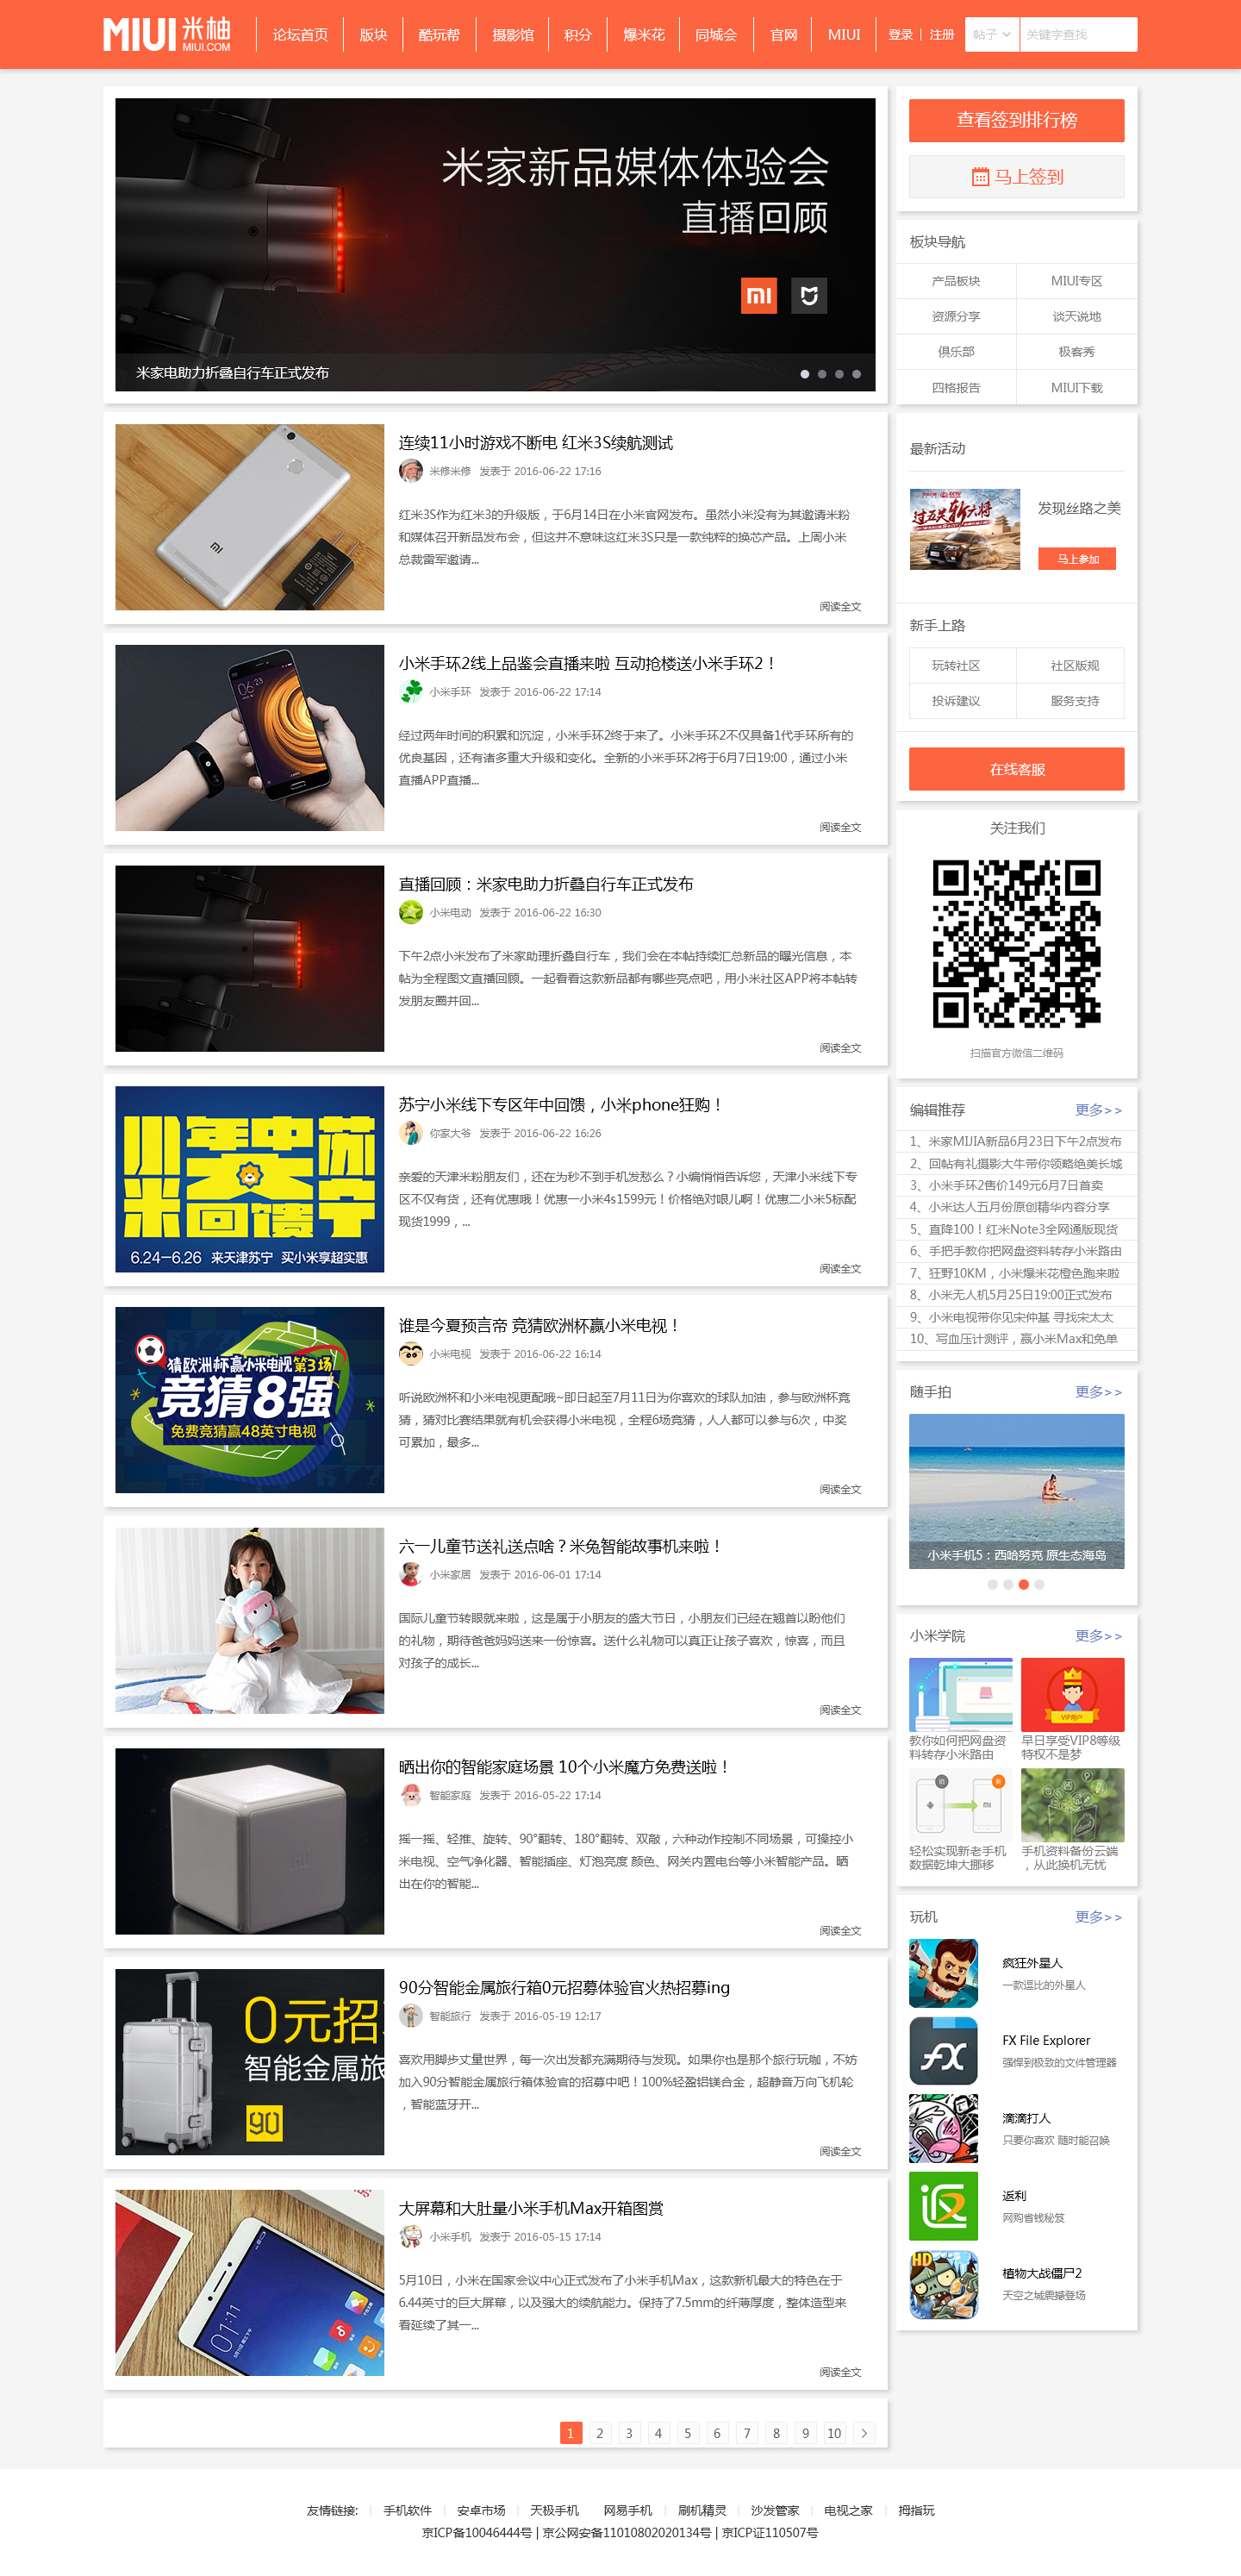 MIUI 米柚 MIUI.COM
论坛首页 版块 酷玩帮 摄影馆 积分 爆米花 同城会 官网 MIUI 登录 | 注册 帖子 关键字查找
米家新品媒体体验会
直播回顾
米家电助力折叠自行车正式发布
查看签到排行榜
马上签到
板块导航
产品板块 MIUI专区
资源分享 谈天说地
俱乐部 极客秀
四格报告 MIUI下载
连续11小时游戏不断电 红米3S续航测试
米修米修 发表于 2016-06-22 17:16
红米3S作为红米3的升级版，于6月14日在小米官网发布。虽然小米没有为其邀请米粉
和媒体召开新品发布会，但这并不意味这红米3S只是一款纯粹的换芯产品。上周小米
总裁雷军邀请...
阅读全文
最新活动
过五关斩六将
发现丝路之美
马上参加
新手上路
玩转社区 社区版规
投诉建议 服务支持
在线客服
小米手环2线上品鉴会直播来啦 互动抢楼送小米手环2！
小米手环 发表于 2016-06-22 17:14
经过两年时间的积累和沉淀，小米手环2终于来了。小米手环2不仅具备1代手环所有的
优良基因，还有诸多重大升级和变化。全新的小米手环2将于6月7日19:00，通过小米
直播APP直播...
阅读全文
关注我们
扫描官方微信二维码
直播回顾：米家电助力折叠自行车正式发布
小米电动 发表于 2016-06-22 16:30
下午2点小米发布了米家助理折叠自行车，我们会在本帖持续汇总新品的曝光信息，本
帖为全程图文直播回顾。一起看看这款新品都有哪些亮点吧，用小米社区APP将本帖转
发朋友圈并回...
阅读全文
小米 年中 大回馈 苏宁
6.24—6.26 来天津苏宁 买小米享超实惠
苏宁小米线下专区年中回馈，小米phone狂购！
你家大爷 发表于 2016-06-22 16:26
亲爱的天津米粉朋友们，还在为秒不到手机发愁么？小编悄悄告诉您，天津小米线下专
区不仅有货，还有优惠哦！优惠一小米4s1599元！价格绝对哏儿啊！优惠二小米5标配
现货1999，...
阅读全文
编辑推荐 更多>>
1、米家MIJIA新品6月23日下午2点发布
2、回帖有礼摄影大牛带你领略绝美长城
3、小米手环2售价149元6月7日首卖
4、小米达人五月份原创精华内容分享
5、直降100！红米Note3全网通版现货
6、手把手教你把网盘资料转存小米路由
7、狂野10KM，小米爆米花橙色跑来啦
8、小米无人机5月25日19:00正式发布
9、小米电视带你见宋仲基 寻找宋太太
10、写血压计测评，赢小米Max和免单
猜欧洲杯赢小米电视 第3场
竞猜8强
免费竞猜赢48英寸电视
谁是今夏预言帝 竞猜欧洲杯赢小米电视！
小米电视 发表于 2016-06-22 16:14
听说欧洲杯和小米电视更配哦~即日起至7月11日为你喜欢的球队加油，参与欧洲杯竞
猜，猜对比赛结果就有机会获得小米电视，全程6场竞猜，人人都可以参与6次，中奖
可累加，最多...
阅读全文
随手拍 更多>>
小米手机5：西哈努克 原生态海岛
六一儿童节送礼送点啥？米兔智能故事机来啦！
小米家居 发表于 2016-06-01 17:14
国际儿童节转眼就来啦，这是属于小朋友的盛大节日，小朋友们已经在翘首以盼他们
的礼物，期待爸爸妈妈送来一份惊喜。送什么礼物可以真正让孩子喜欢，惊喜，而且
对孩子的成长...
阅读全文
小米学院 更多>>
VIP用户
教你如何把网盘资
料转存小米路由
早日享受VIP8等级
特权不是梦
轻松实现新老手机
数据乾坤大挪移
手机资料备份云端
，从此换机无忧
晒出你的智能家庭场景 10个小米魔方免费送啦！
智能家庭 发表于 2016-05-22 17:14
摇一摇、轻推、旋转、90°翻转、180°翻转、双敲，六种动作控制不同场景，可操控小
米电视、空气净化器、智能插座、灯泡亮度 颜色、网关内置电台等小米智能产品。晒
出在你的智能...
阅读全文
玩机 更多>>
疯狂外星人
一款逗比的外星人
FX File Explorer
强悍到极致的文件管理器
滴滴打人
只要你喜欢 随时能召唤
返利
网购省钱秘笈
HD
植物大战僵尸2
天空之城震撼登场
0元招
智能金属旅
90
90分智能金属旅行箱0元招募体验官火热招募ing
智能旅行 发表于 2016-05-19 12:17
喜欢用脚步丈量世界，每一次出发都充满期待与发现。如果你也是那个旅行玩咖，不妨
加入90分智能金属旅行箱体验官的招募中吧！100%轻盈铝镁合金，超静音万向飞机轮
，智能蓝牙开...
阅读全文
大屏幕和大肚量小米手机Max开箱图赏
小米手机 发表于 2016-05-15 17:14
5月10日，小米在国家会议中心正式发布了小米手机Max，这款新机最大的特色在于
6.44英寸的巨大屏幕，以及强大的续航能力。保持了7.5mm的纤薄厚度，整体造型来
看延续了其一...
阅读全文
1 2 3 4 5 6 7 8 9 10 >
友情链接: | 手机软件 | 安卓市场 | 天极手机 网易手机 | 刷机精灵 | 沙发管家 | 电视之家 | 拇指玩
京ICP备10046444号 | 京公网安备11010802020134号 | 京ICP证110507号